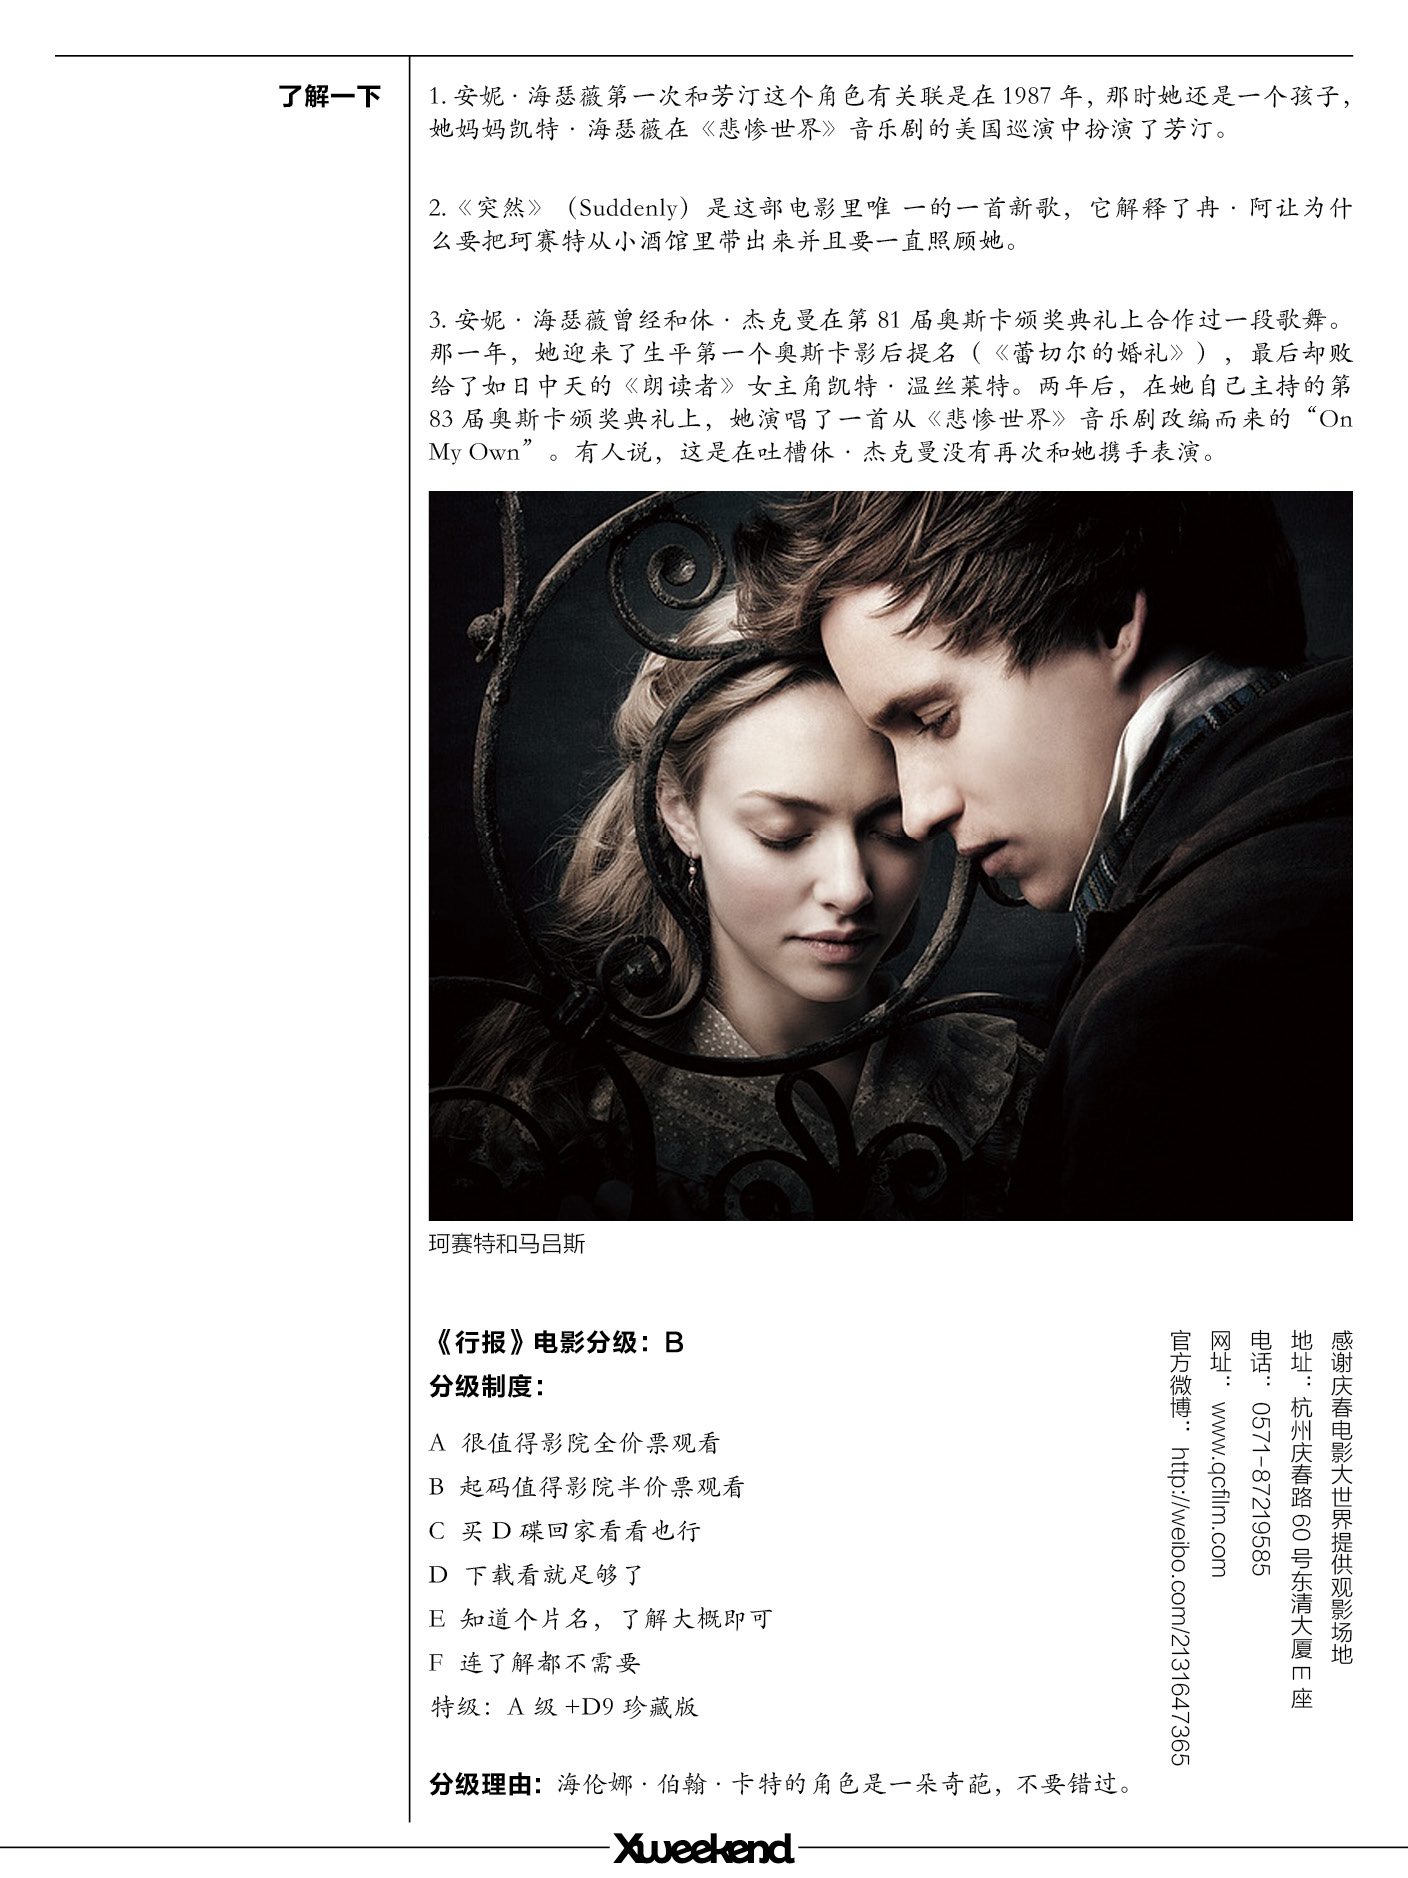 了解一下
1. 安妮·海瑟薇第一次和芳汀这个角色有关联是在 1987 年，那时她还是一个孩子，
她妈妈凯特·海瑟薇在《悲惨世界》音乐剧的美国巡演中扮演了芳汀。
2.《突然》（Suddenly）是这部电影里唯 一的一首新歌，它解释了冉·阿让为什
么要把珂赛特从小酒馆里带出来并且要一直照顾她。
3. 安妮·海瑟薇曾经和休·杰克曼在第 81 届奥斯卡颁奖典礼上合作过一段歌舞。
那一年，她迎来了生平第一个奥斯卡影后提名（《蕾切尔的婚礼》），最后却败
给了如日中天的《朗读者》女主角凯特·温丝莱特。两年后，在她自己主持的第
83 届奥斯卡颁奖典礼上，她演唱了一首从《悲惨世界》音乐剧改编而来的“On
My Own”。有人说，这是在吐槽休·杰克曼没有再次和她携手表演。
珂赛特和马吕斯
《行报》电影分级：B
分级制度：
A 很值得影院全价票观看
B 起码值得影院半价票观看
C 买 D 碟回家看看也行
D 下载看就足够了
E 知道个片名，了解大概即可
F 连了解都不需要
特级：A 级 +D9 珍藏版
分级理由：海伦娜·伯翰·卡特的角色是一朵奇葩，不要错过。
感谢庆春电影大世界提供观影场地
地址：杭州庆春路 60 号东清大厦 E 座
电话：0571-87219585
网址：www.qcfilm.com
官方微博：http://weibo.com/2131647365
Xweekend